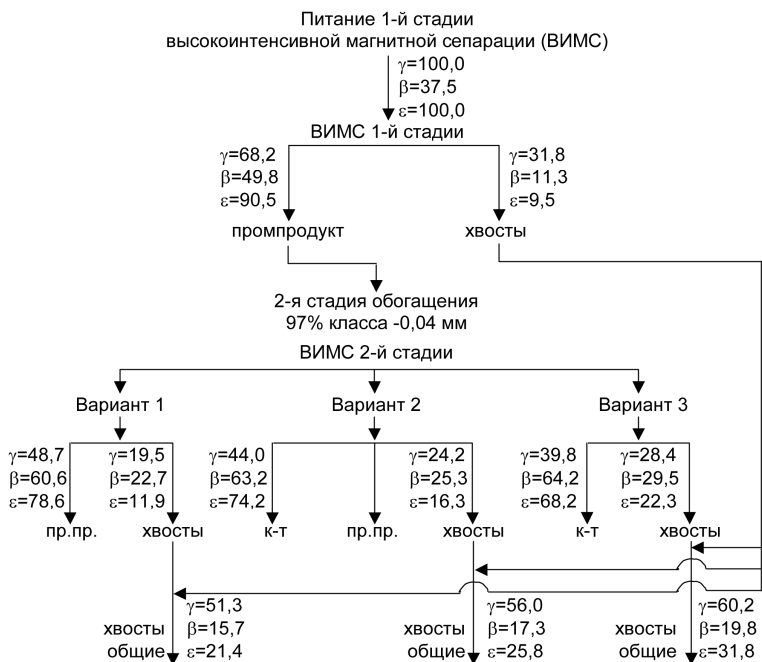 Питание 1-й стадии
высокоинтенсивной магнитной сепарации (ВИМС)
γ=100,0
β=37,5
ε=100,0
ВИМС 1-й стадии
γ=68,2
β=49,8
ε=90,5
γ=31,8
β=11,3
ε=9,5
промпродукт
хвосты
2-я стадия обогащения
97% класса -0,04 мм
ВИМС 2-й стадии
Вариант 1
Вариант 2
Вариант 3
γ=48,7
β=60,6
ε=78,6
γ=19,5
β=22,7
ε=11,9
γ=44,0
β=63,2
ε=74,2
γ=24,2
β=25,3
ε=16,3
γ=39,8
β=64,2
ε=68,2
γ=28,4
β=29,5
ε=22,3
пр.пр.
хвосты
к-т
пр.пр.
хвосты
к-т
хвосты
хвосты
общие
γ=51,3
β=15,7
ε=21,4
хвосты
общие
γ=56,0
β=17,3
ε=25,8
хвосты
общие
γ=60,2
β=19,8
ε=31,8